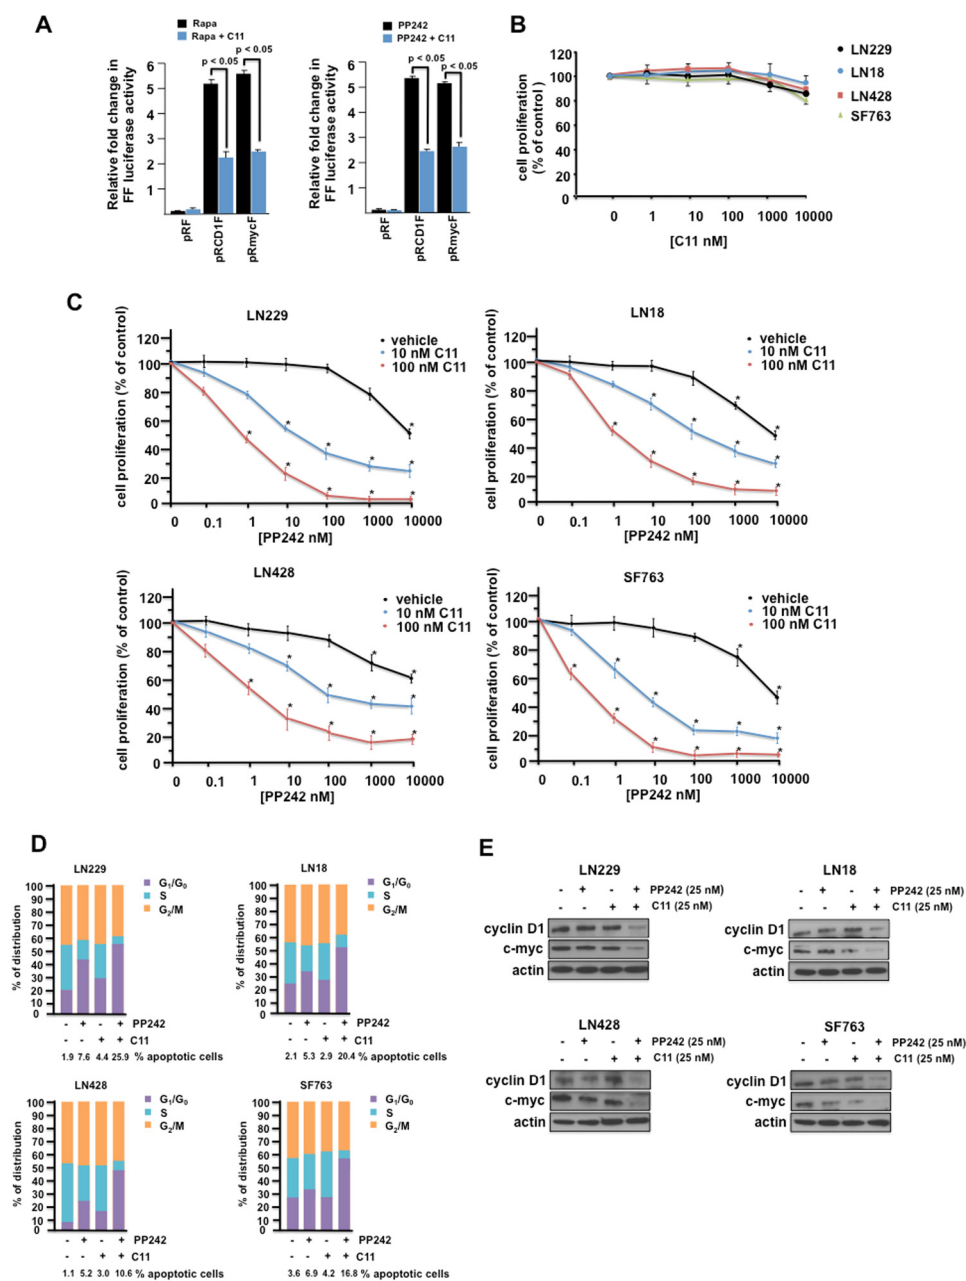 A
Rapa
Rapa + C11
p < 0.05
p < 0.05
Relative fold change in
FF luciferase activity
6
5
4
3
2
1
pRF
pRCD1F
pRmycF
PP242
PP242 + C11
p < 0.05
p < 0.05
Relative fold change in
FF luciferase activity
6
5
4
3
2
1
pRF
pRCD1F
pRmycF
B
LN229
LN18
LN428
SF763
cell proliferation
(% of control)
120
100
80
60
40
20
0
0 1 10 100 1000 10000
[C11 nM]
C
LN229
vehicle
10 nM C11
100 nM C11
cell proliferation (% of control)
120
100
80
60
40
20
0
0 0.1 1 10 100 1000 10000
[PP242 nM]
LN18
vehicle
10 nM C11
100 nM C11
cell proliferation (% of control)
120
100
80
60
40
20
0
0 0.1 1 10 100 1000 10000
[PP242 nM]
LN428
vehicle
10 nM C11
100 nM C11
cell proliferation (% of control)
120
100
80
60
40
20
0
0 0.1 1 10 100 1000 10000
[PP242 nM]
SF763
vehicle
10 nM C11
100 nM C11
cell proliferation (% of control)
120
100
80
60
40
20
0
0 0.1 1 10 100 1000 10000
[PP242 nM]
D
LN229
G1/G0
S
G2/M
% of distribution
100
90
80
70
60
50
40
30
20
10
0
- + - + PP242
- - + + C11
1.9 7.6 4.4 25.9 % apoptotic cells
LN18
G1/G0
S
G2/M
% of distribution
100
90
80
70
60
50
40
30
20
10
0
- + - + PP242
- - + + C11
2.1 5.3 2.9 20.4 % apoptotic cells
LN428
G1/G0
S
G2/M
% of distribution
100
90
80
70
60
50
40
30
20
10
0
- + - + PP242
- - + + C11
1.1 5.2 3.0 10.6 % apoptotic cells
SF763
G1/G0
S
G2/M
% of distribution
100
90
80
70
60
50
40
30
20
10
0
- + - + PP242
- - + + C11
3.6 6.9 4.2 16.8 % apoptotic cells
E
LN229
- + - + PP242 (25 nM)
- - + + C11 (25 nM)
cyclin D1
c-myc
actin
LN18
- + - + PP242 (25 nM)
- - + + C11 (25 nM)
cyclin D1
c-myc
actin
LN428
- + - + PP242 (25 nM)
- - + + C11 (25 nM)
cyclin D1
c-myc
actin
SF763
- + - + PP242 (25 nM)
- - + + C11 (25 nM)
cyclin D1
c-myc
actin